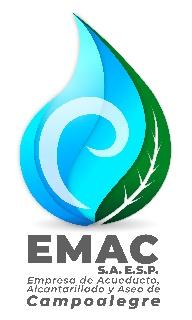 EMAC
S.A. E.S.P.
Empresa de Acueducto,
Alcantarillado y Aseo de
Campoalegre